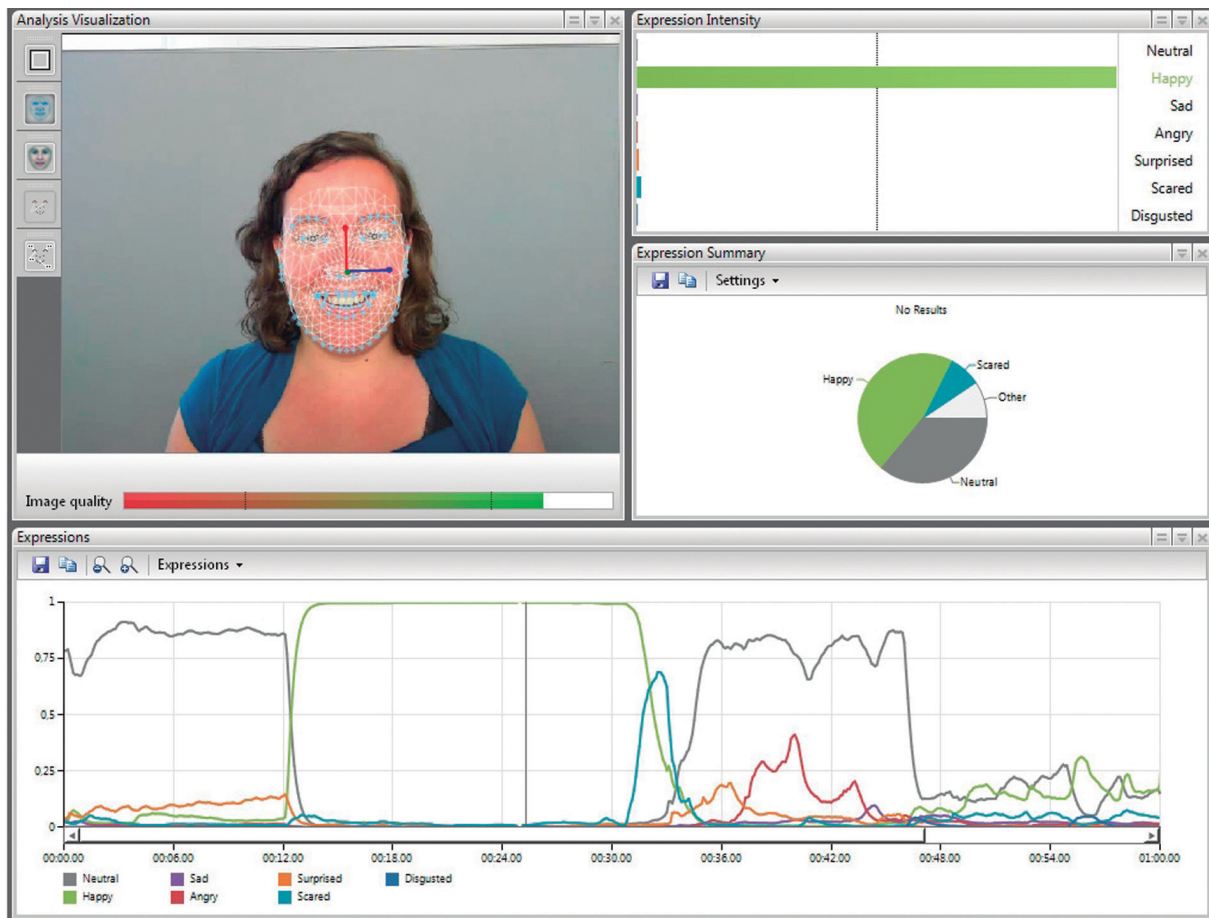 Analysis Visualization
Image quality
Expression Intensity
Neutral
Happy
Sad
Angry
Surprised
Scared
Disgusted
Expression Summary
Settings
No Results
Happy
Scared
Other
Neutral
Expressions
Expressions
1
0.75
0.5
0.25
0
00:00.00 00:06.00 00:12.00 00:18.00 00:24.00 00:30.00 00:36.00 00:42.00 00:48.00 00:54.00 01:00.00
Neutral Sad Surprised Disgusted
Happy Angry Scared